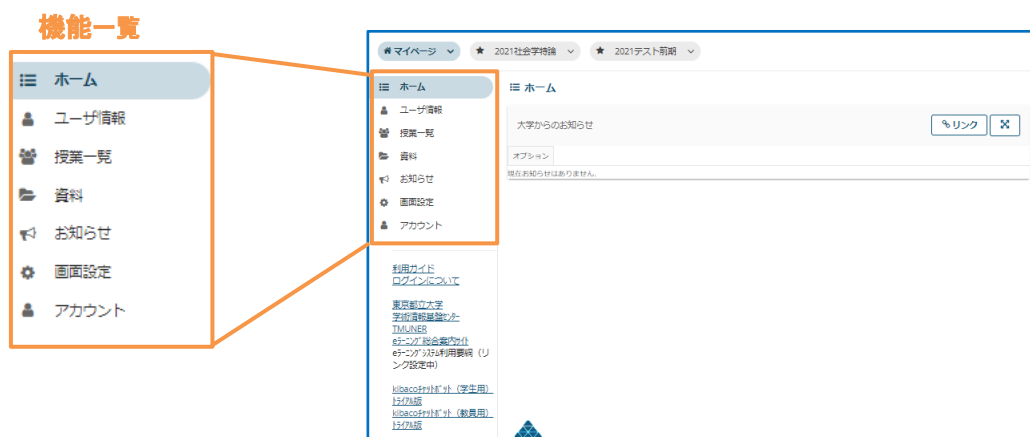 機能一覧
ホーム
ユーザ情報
授業一覧
資料
お知らせ
画面設定
アカウント
マイページ
2021社会学特論
2021テスト前期
ホーム
ユーザ情報
授業一覧
資料
お知らせ
画面設定
アカウント
利用ガイド
ログインについて
東京都立大学
学術情報基盤ｾﾝﾀｰ
TMUNER
eﾗｰﾆﾝｸﾞ総合案内ｻｲﾄ
eﾗｰﾆﾝｸﾞｼｽﾃﾑ利用要綱（リ
ンク設定中）
kibacoﾁｬｯﾄﾎﾞｯﾄ（学生用）
ﾄﾗｲｱﾙ版
kibacoﾁｬｯﾄﾎﾞｯﾄ（教員用）
ﾄﾗｲｱﾙ版
ホーム
大学からのお知らせ
リンク
オプション
現在お知らせはありません.